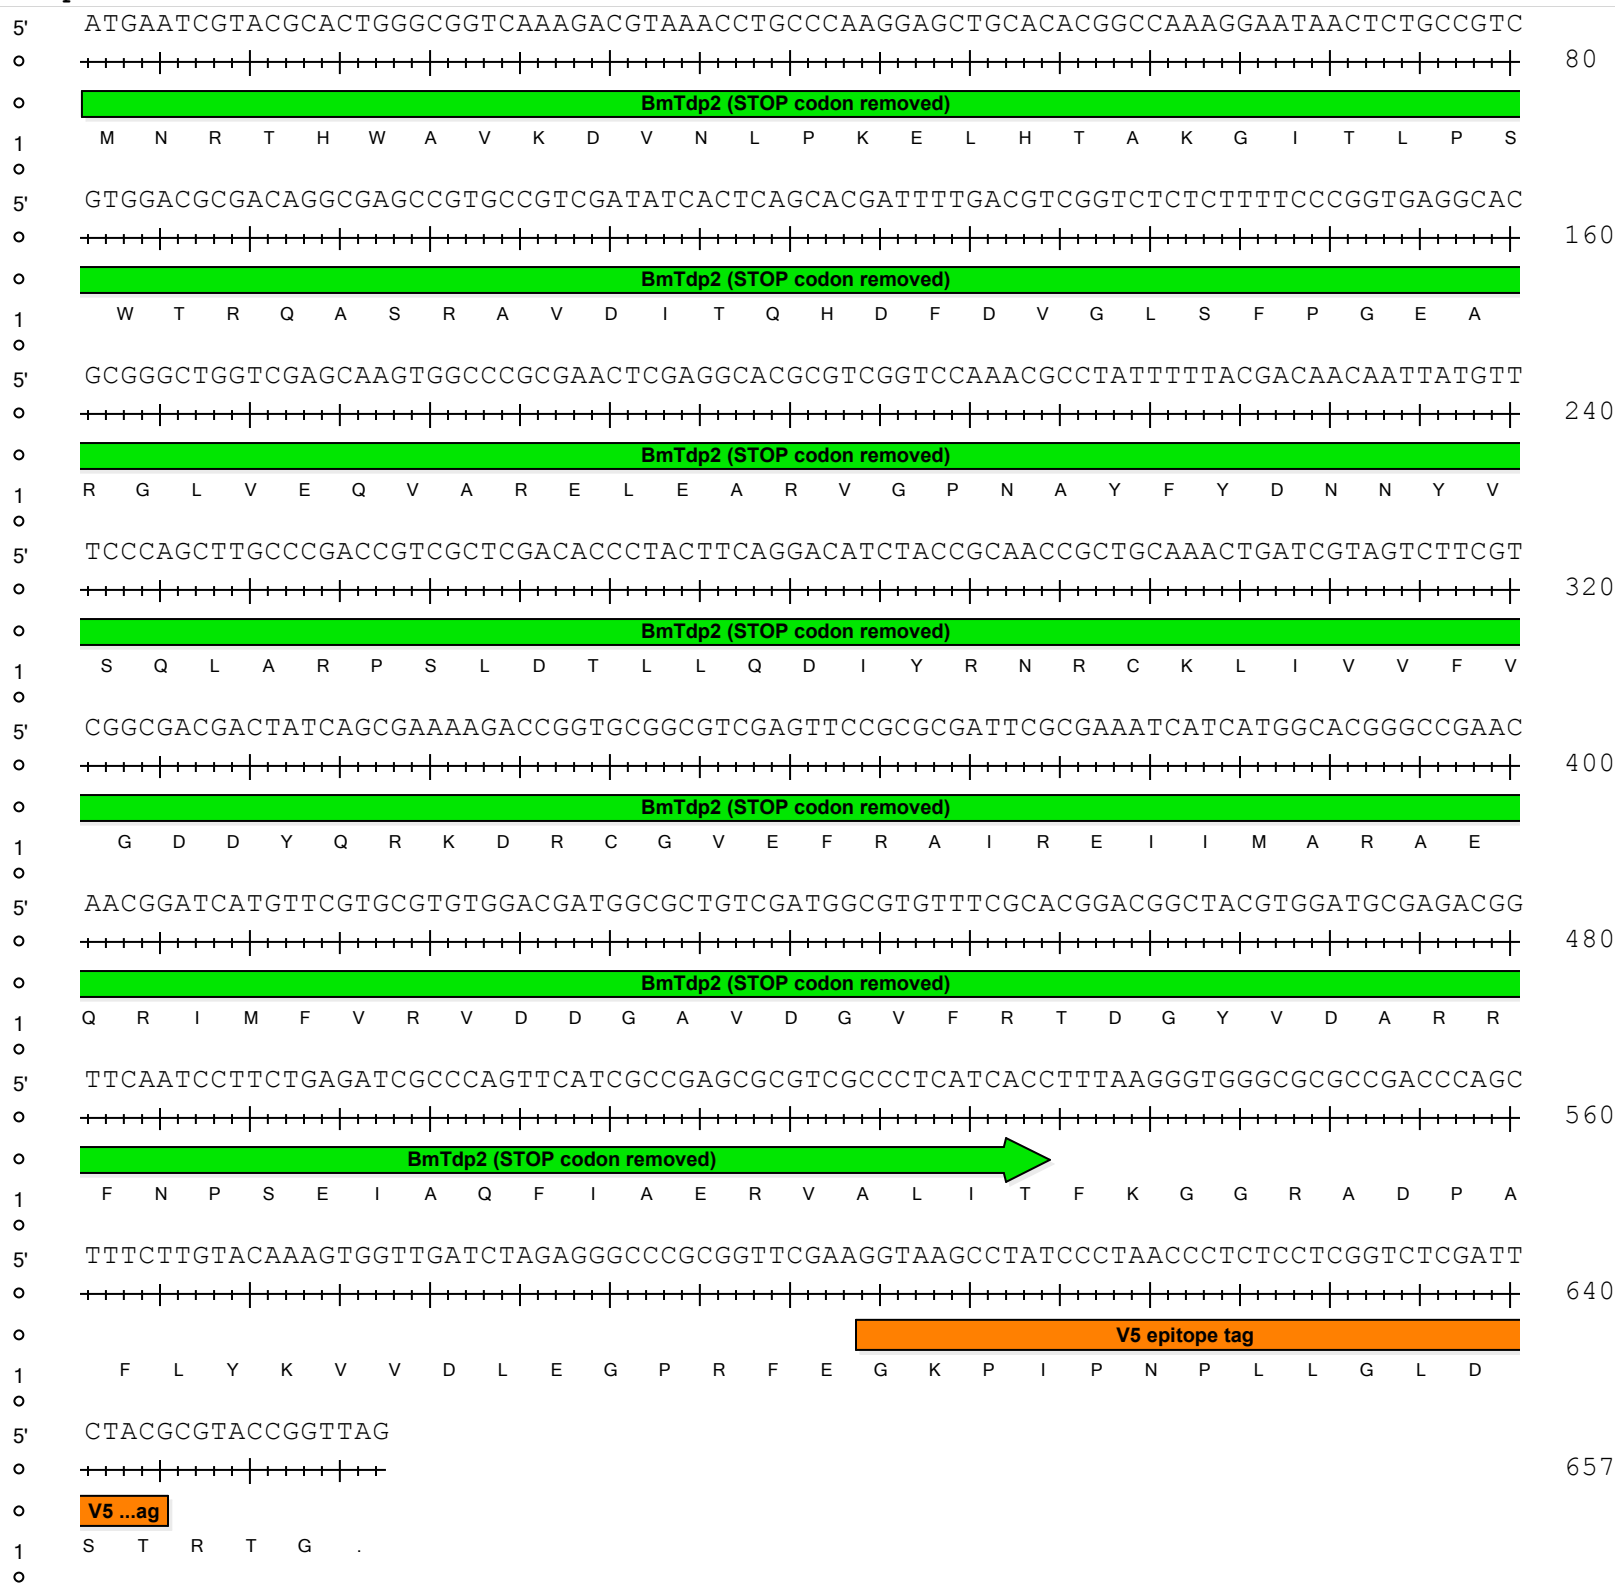 5' ATGAATCGTACGCACTGGGCGGTCAAAGACGTAAACCTGCCCAAGGAGCTGCACACGGCCAAAGGAATAACTCTGCCGTC
80
BmTdp2 (STOP codon removed)
1 M N R T H W A V K D V N L P K E L H T A K G I T L P S
5' GTGGACGCGACAGGCGAGCCGTGCCGTCGATATCACTCAGCACGATTTTGACGTCGGTCTCTCTTTTCCCGGTGAGGCAC
160
BmTdp2 (STOP codon removed)
1 W T R Q A S R A V D I T Q H D F D V G L S F P G E A
5' GCGGGCTGGTCGAGCAAGTGGCCCGCGAACTCGAGGCACGCGTCGGTCCAAACGCCTATTTTTACGACAACAATTATGTT
240
BmTdp2 (STOP codon removed)
1 R G L V E Q V A R E L E A R V G P N A Y F Y D N N Y V
5' TCCCAGCTTGCCCGACCGTCGCTCGACACCCTACTTCAGGACATCTACCGCAACCGCTGCAAACTGATCGTAGTCTTCGT
320
BmTdp2 (STOP codon removed)
1 S Q L A R P S L D T L L Q D I Y R N R C K L I V V F V
5' CGGCGACGACTATCAGCGAAAAGACCGGTGCGGCGTCGAGTTCCGCGCGATTCGCGAAATCATCATGGCACGGGCCGAAC
400
BmTdp2 (STOP codon removed)
1 G D D Y Q R K D R C G V E F R A I R E I I M A R A E
5' AACGGATCATGTTCGTGCGTGTGGACGATGGCGCTGTCGATGGCGTGTTTCGCACGGACGGCTACGTGGATGCGAGACGG
480
BmTdp2 (STOP codon removed)
1 Q R I M F V R V D D G A V D G V F R T D G Y V D A R R
5' TTCAATCCTTCTGAGATCGCCCAGTTCATCGCCGAGCGCGTCGCCCTCATCACCTTTAAGGGTGGGCGCGCCGACCCAGC
560
BmTdp2 (STOP codon removed)
1 F N P S E I A Q F I A E R V A L I T F K G G R A D P A
5' TTTCTTGTACAAAGTGGTTGATCTAGAGGGCCCGCGGTTCGAAGGTAAGCCTATCCCTAACCCTCTCCTCGGTCTCGATT
640
V5 epitope tag
1 F L Y K V V D L E G P R F E G K P I P N P L L G L D
5' CTACGCGTACCGGTTAG
657
V5 ...ag
1 S T R T G .